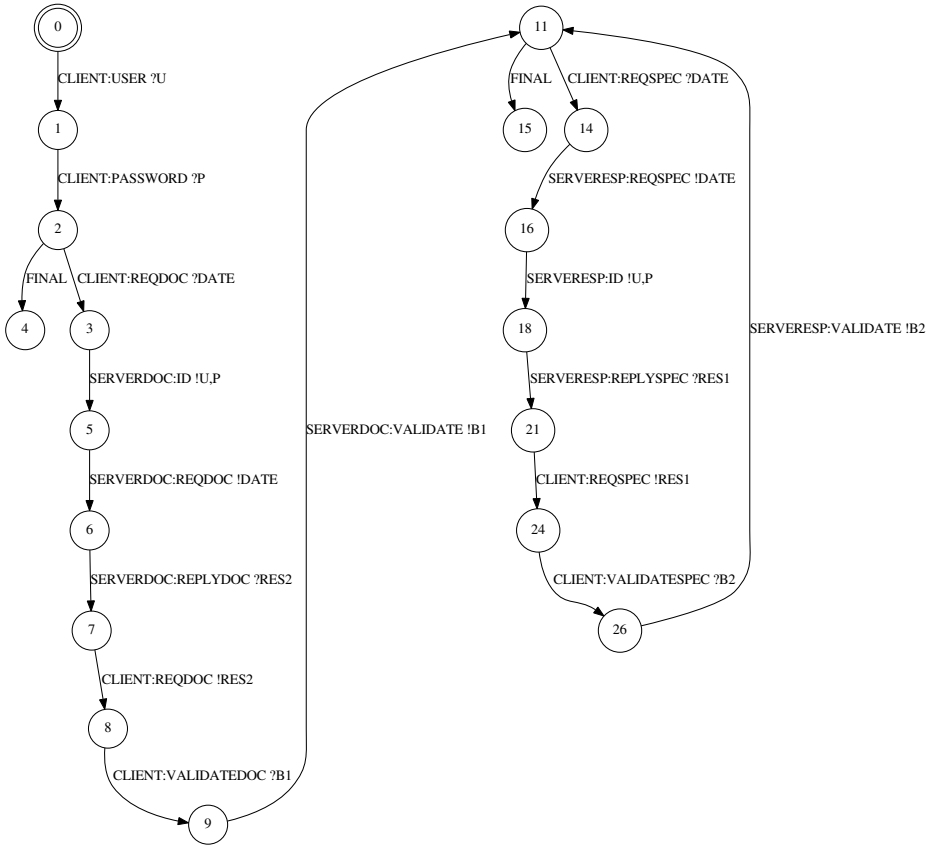 0
CLIENT:USER ?U
1
CLIENT:PASSWORD ?P
2
FINAL
CLIENT:REQDOC ?DATE
4
3
SERVERDOC:ID !U,P
5
SERVERDOC:REQDOC !DATE
6
SERVERDOC:REPLYDOC ?RES2
7
CLIENT:REQDOC !RES2
8
CLIENT:VALIDATEDOC ?B1
9
SERVERDOC:VALIDATE !B1
11
FINAL
CLIENT:REQSPEC ?DATE
15
14
SERVERESP:REQSPEC !DATE
16
SERVERESP:ID !U,P
18
SERVERESP:REPLYSPEC ?RES1
21
CLIENT:REQSPEC !RES1
24
CLIENT:VALIDATESPEC ?B2
26
SERVERESP:VALIDATE !B2